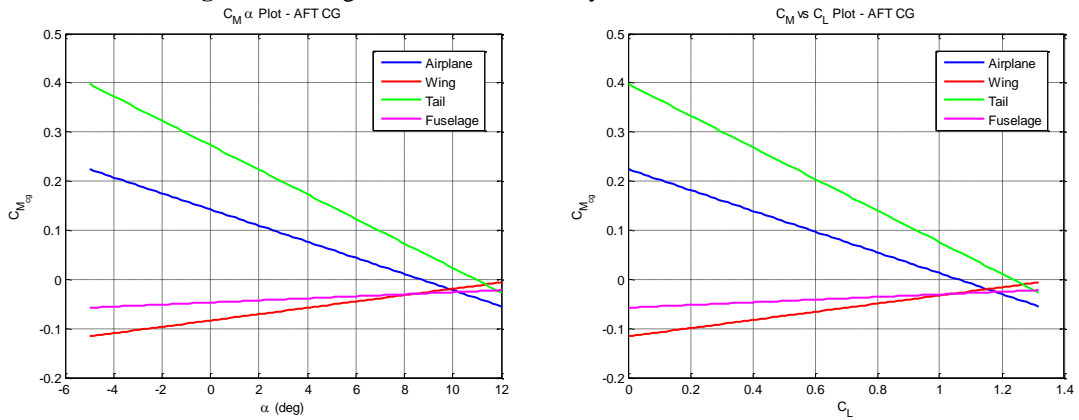 C_M α Plot - AFT CG
C_Mcg
0.5
0.4
0.3
0.2
0.1
0
-0.1
-0.2
-6 -4 -2 0 2 4 6 8 10 12
α (deg)
Airplane
Wing
Tail
Fuselage
C_M vs C_L Plot - AFT CG
C_Mcg
0.5
0.4
0.3
0.2
0.1
0
-0.1
-0.2
0 0.2 0.4 0.6 0.8 1 1.2 1.4
C_L
Airplane
Wing
Tail
Fuselage